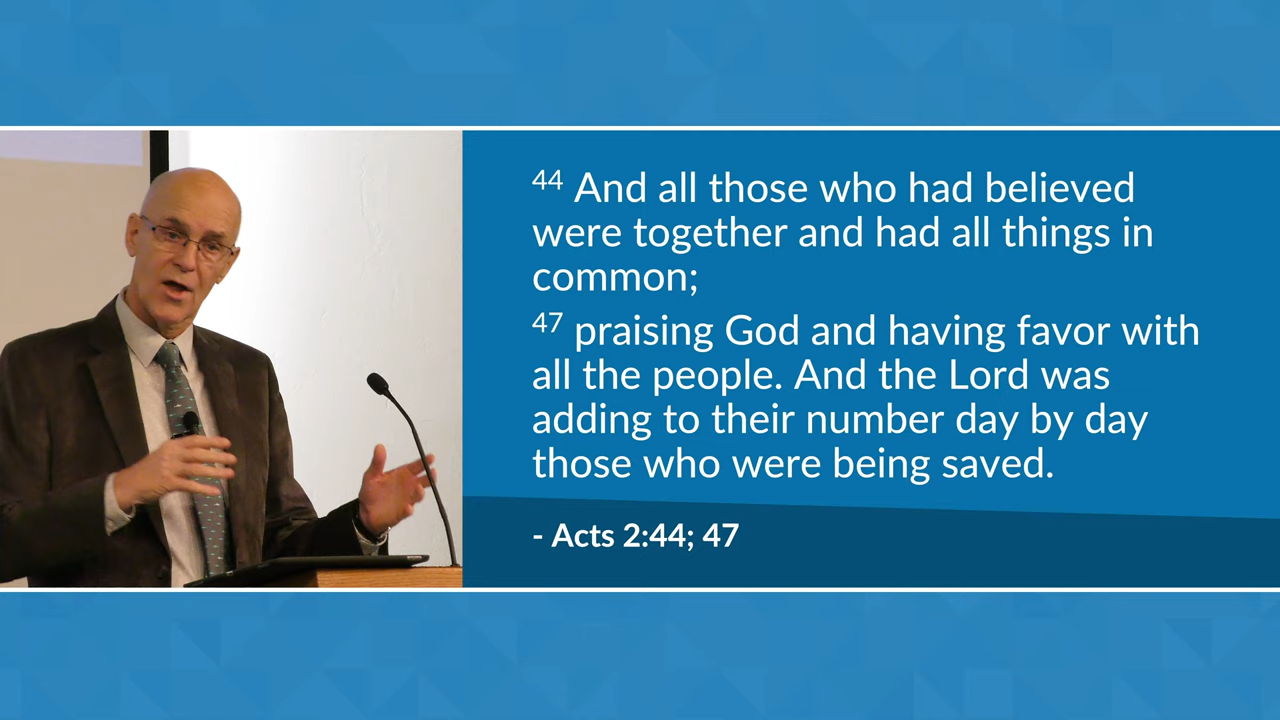 44 And all those who had believed
were together and had all things in
common;
47 praising God and having favor with
all the people. And the Lord was
adding to their number day by day
those who were being saved.
- Acts 2:44; 47